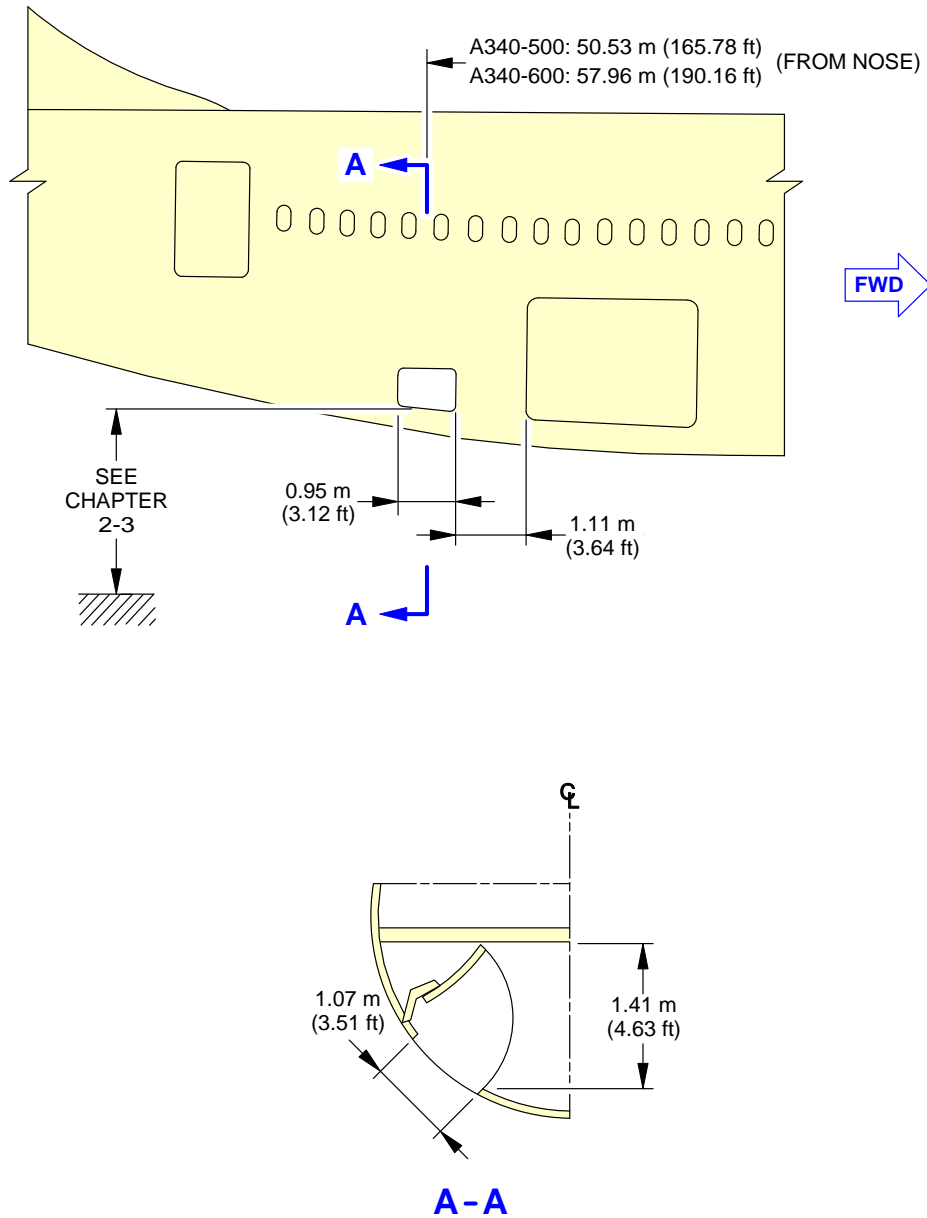 A340-500: 50.53 m (165.78 ft)
A340-600: 57.96 m (190.16 ft)
(FROM NOSE)
A
FWD
SEE
CHAPTER
2-3
0.95 m
(3.12 ft)
1.11 m
(3.64 ft)
A
CL
1.07 m
(3.51 ft)
1.41 m
(4.63 ft)
A-A